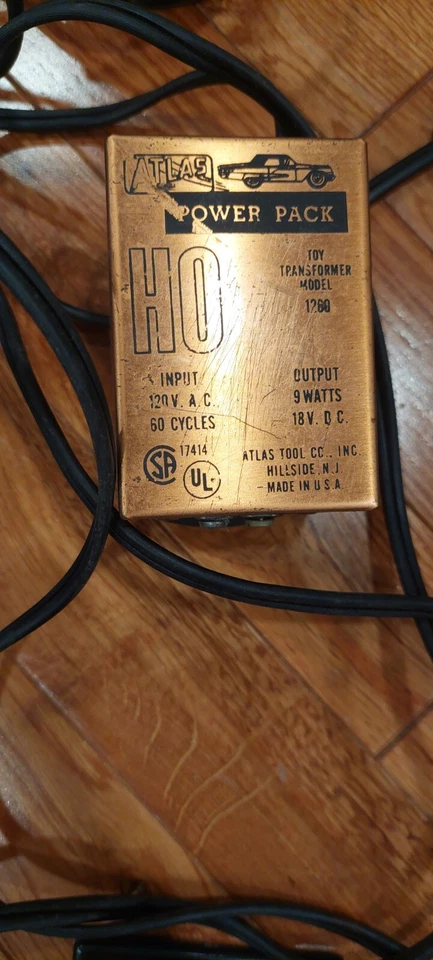 ATLAS
POWER PACK
HO
TOY
TRANSFORMER
MODEL
1260
INPUT
120 V. A.C.
60 CYCLES
OUTPUT
9 WATTS
18 V. D.C.
SA 17414
UL
ATLAS TOOL CO., INC.
HILLSIDE, N.J.
MADE IN U.S.A.